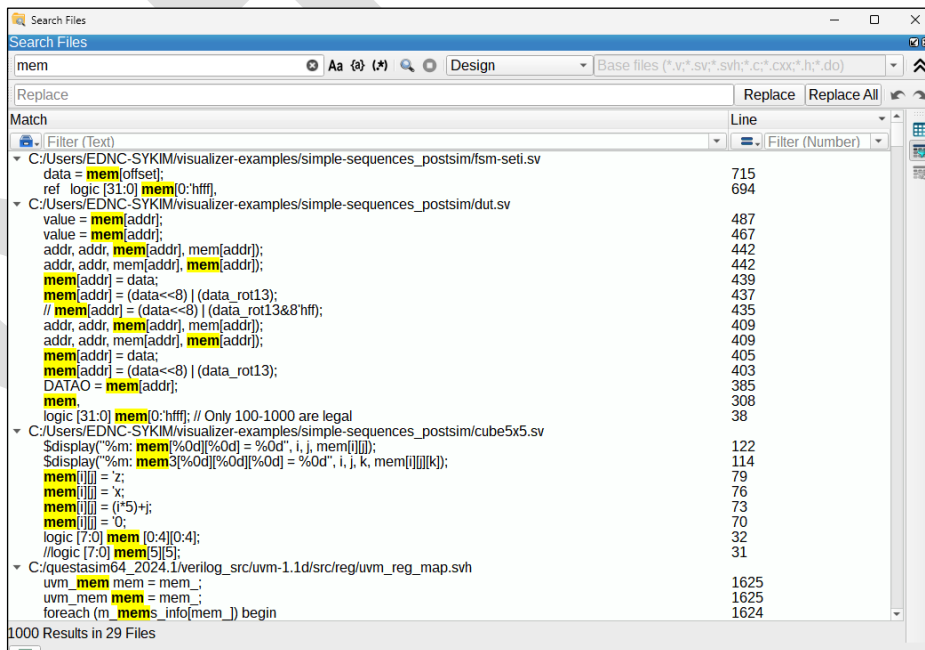 Search Files
Search Files
mem Aa {a} (.*) Design Base files (*.v;*.sv;*.svh;*.c;*.cxx;*.h;*.do)
Replace Replace Replace All
Match Line
Filter (Text) Filter (Number)
C:/Users/EDNC-SYKIM/visualizer-examples/simple-sequences_postsim/fsm-seti.sv
data = mem[offset]; 715
ref logic [31:0] mem[0:'hfff], 694
C:/Users/EDNC-SYKIM/visualizer-examples/simple-sequences_postsim/dut.sv
value = mem[addr]; 487
value = mem[addr]; 467
addr, addr, mem[addr], mem[addr]); 442
addr, addr, mem[addr], mem[addr]); 442
mem[addr] = data; 439
mem[addr] = (data<<8) | (data_rot13); 437
// mem[addr] = (data<<8) | (data_rot13&8'hff); 435
addr, addr, mem[addr], mem[addr]); 409
addr, addr, mem[addr], mem[addr]); 409
mem[addr] = data; 405
mem[addr] = (data<<8) | (data_rot13); 403
DATAO = mem[addr]; 385
mem, 308
logic [31:0] mem[0:'hfff]; // Only 100-1000 are legal 38
C:/Users/EDNC-SYKIM/visualizer-examples/simple-sequences_postsim/cube5x5.sv
$display("%m: mem[%0d][%0d] = %0d", i, j, mem[i][j]); 122
$display("%m: mem3[%0d][%0d][%0d] = %0d", i, j, k, mem[i][j][k]); 114
mem[i][j] = 'z; 79
mem[i][j] = 'x; 76
mem[i][j] = (i*5)+j; 73
mem[i][j] = '0; 70
logic [7:0] mem [0:4][0:4]; 32
//logic [7:0] mem[5][5]; 31
C:/questasim64_2024.1/verilog_src/uvm-1.1d/src/reg/uvm_reg_map.svh
uvm_mem mem = mem_; 1625
uvm_mem mem = mem_; 1625
foreach (m_mems_info[mem_]) begin 1624
1000 Results in 29 Files